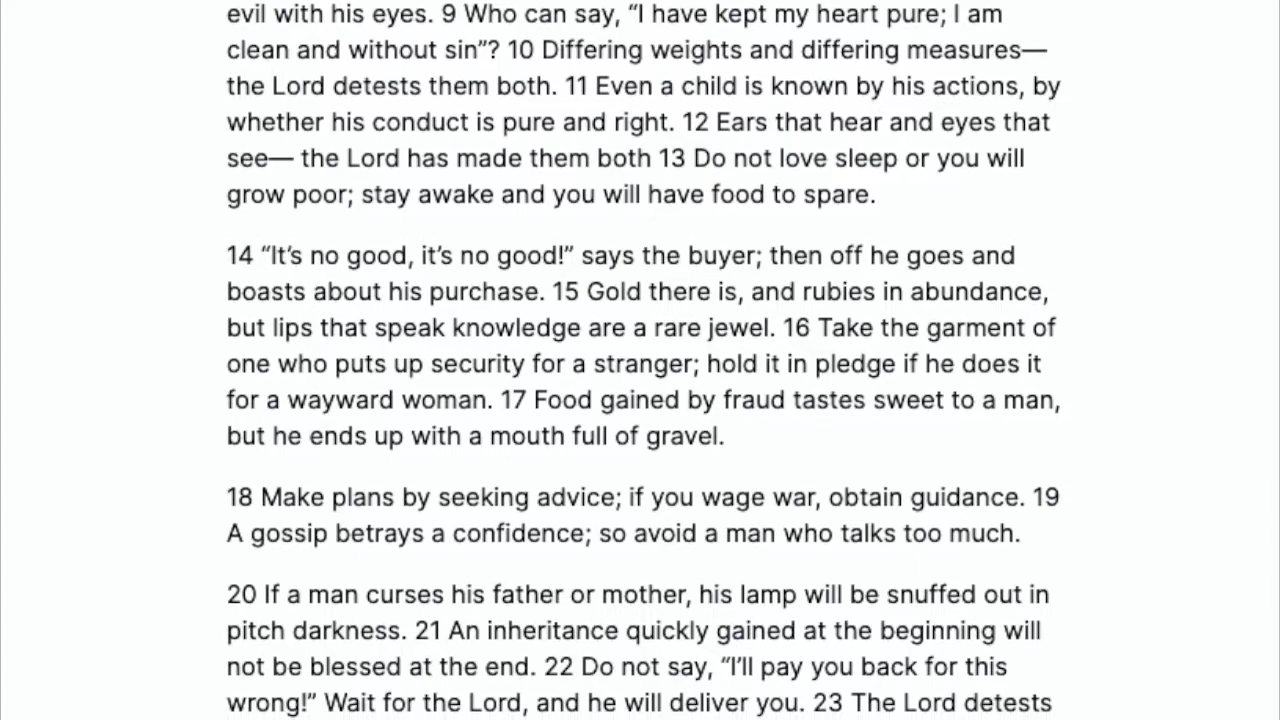 evil with his eyes. 9 Who can say, “I have kept my heart pure; I am
clean and without sin”? 10 Differing weights and differing measures—
the Lord detests them both. 11 Even a child is known by his actions, by
whether his conduct is pure and right. 12 Ears that hear and eyes that
see— the Lord has made them both 13 Do not love sleep or you will
grow poor; stay awake and you will have food to spare.
14 “It’s no good, it’s no good!” says the buyer; then off he goes and
boasts about his purchase. 15 Gold there is, and rubies in abundance,
but lips that speak knowledge are a rare jewel. 16 Take the garment of
one who puts up security for a stranger; hold it in pledge if he does it
for a wayward woman. 17 Food gained by fraud tastes sweet to a man,
but he ends up with a mouth full of gravel.
18 Make plans by seeking advice; if you wage war, obtain guidance. 19
A gossip betrays a confidence; so avoid a man who talks too much.
20 If a man curses his father or mother, his lamp will be snuffed out in
pitch darkness. 21 An inheritance quickly gained at the beginning will
not be blessed at the end. 22 Do not say, “I’ll pay you back for this
wrong!” Wait for the Lord, and he will deliver you. 23 The Lord detests